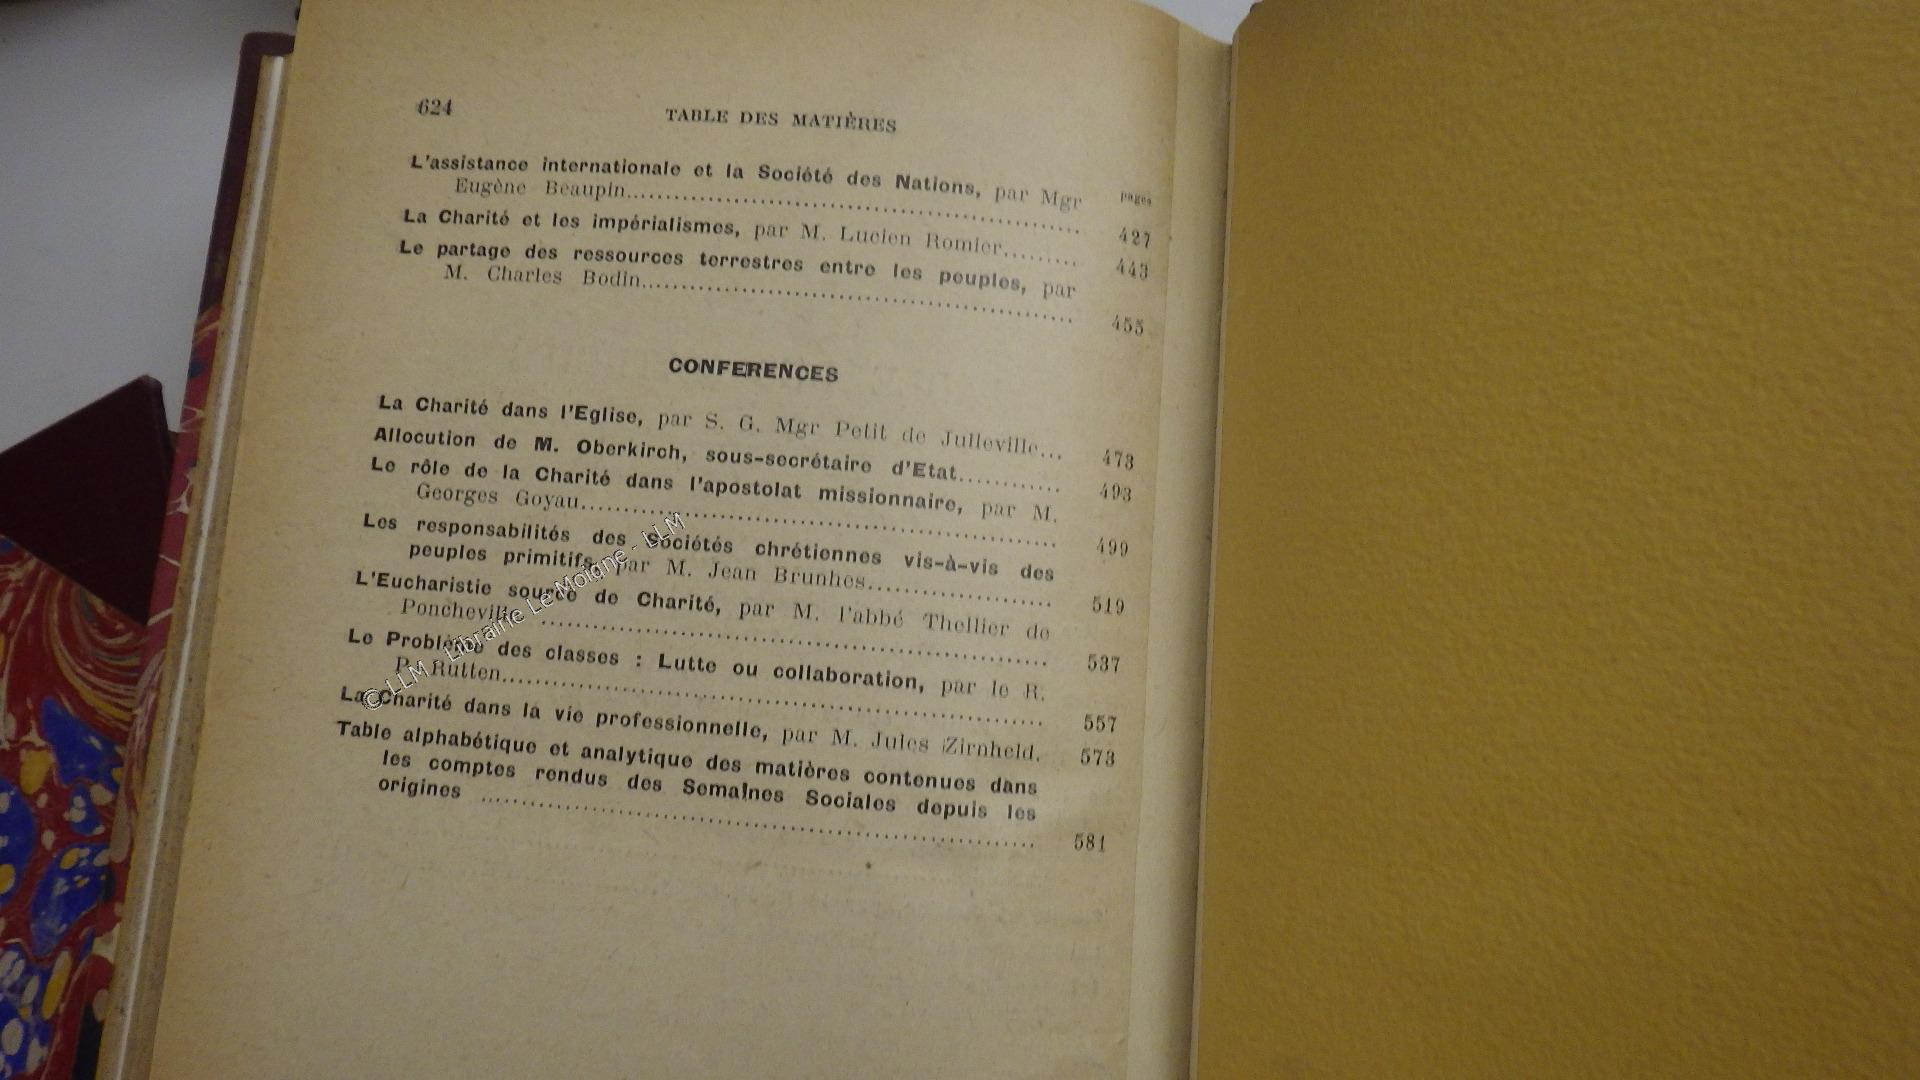 624
TABLE DES MATIÈRES
pages
L'assistance internationale et la Société des Nations, par Mgr
Eugène Beaupin........ 427
La Charité et les impérialismes, par M. Lucien Romier........ 443
Le partage des ressources terrestres entre les peuples, par
M. Charles Bodin........ 455
CONFERENCES
La Charité dans l'Eglise, par S. G. Mgr Petit de Julleville... 473
Allocution de M. Oberkirch, sous-secrétaire d'Etat............ 493
Le rôle de la Charité dans l'apostolat missionnaire, par M.
Georges Goyau........ 499
Les responsabilités des Sociétés chrétiennes vis-à-vis des
peuples primitifs, par M. Jean Brunhes........ 519
L'Eucharistie source de Charité, par M. l'abbé Thellier de
Poncheville........ 537
Le Problème des classes : Lutte ou collaboration, par le R.
P. Rutten........ 557
La Charité dans la vie professionnelle, par M. Jules Zirnheld. 573
Table alphabétique et analytique des matières contenues dans
les comptes rendus des Semaines Sociales depuis les
origines ........ 581
© LLM - Librairie Le Moigne - LLM